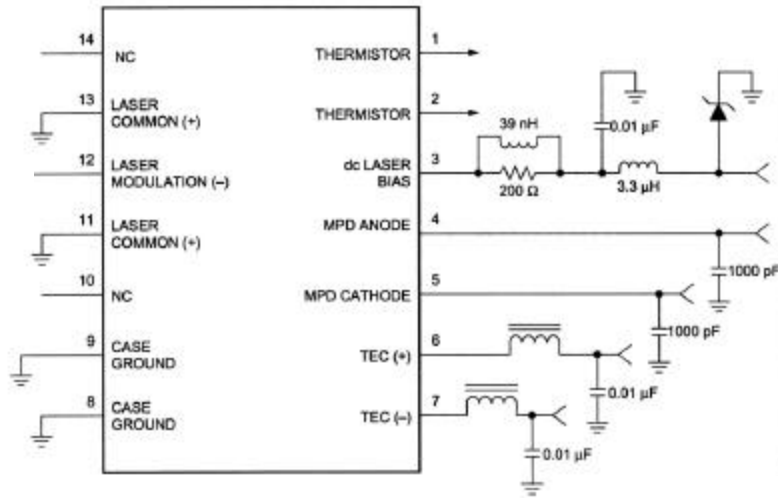 14
NC
THERMISTOR
1
13
LASER
COMMON (+)
THERMISTOR
2
39 nH
0.01 µF
12
LASER
MODULATION (–)
dc LASER
BIAS
3
200 Ω
3.3 µH
11
LASER
COMMON (+)
MPD ANODE
4
1000 pF
10
NC
MPD CATHODE
5
1000 pF
9
CASE
GROUND
TEC (+)
6
0.01 µF
8
CASE
GROUND
TEC (–)
7
0.01 µF